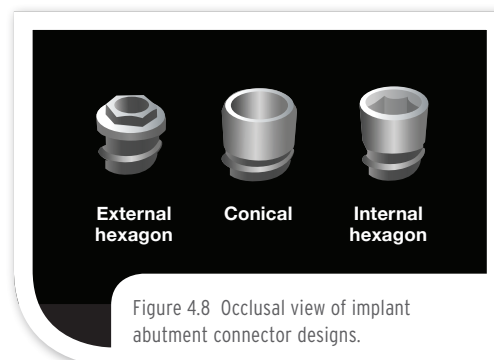 External
hexagon
Conical
Internal
hexagon
Figure 4.8 Occlusal view of implant
abutment connector designs.